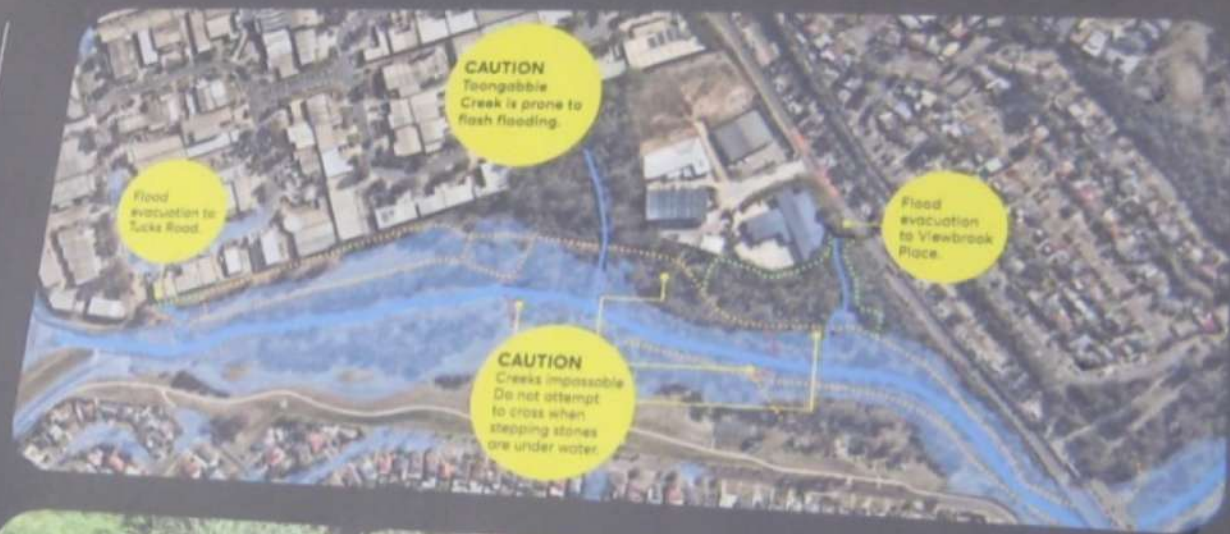 CAUTION
Toongabbie
Creek is prone to
flash flooding.
Flood
evacuation to
Tucks Road.
Flood
evacuation
to Viewbrook
Place.
CAUTION
Creeks impassable
Do not attempt
to cross when
stepping stones
are under water.